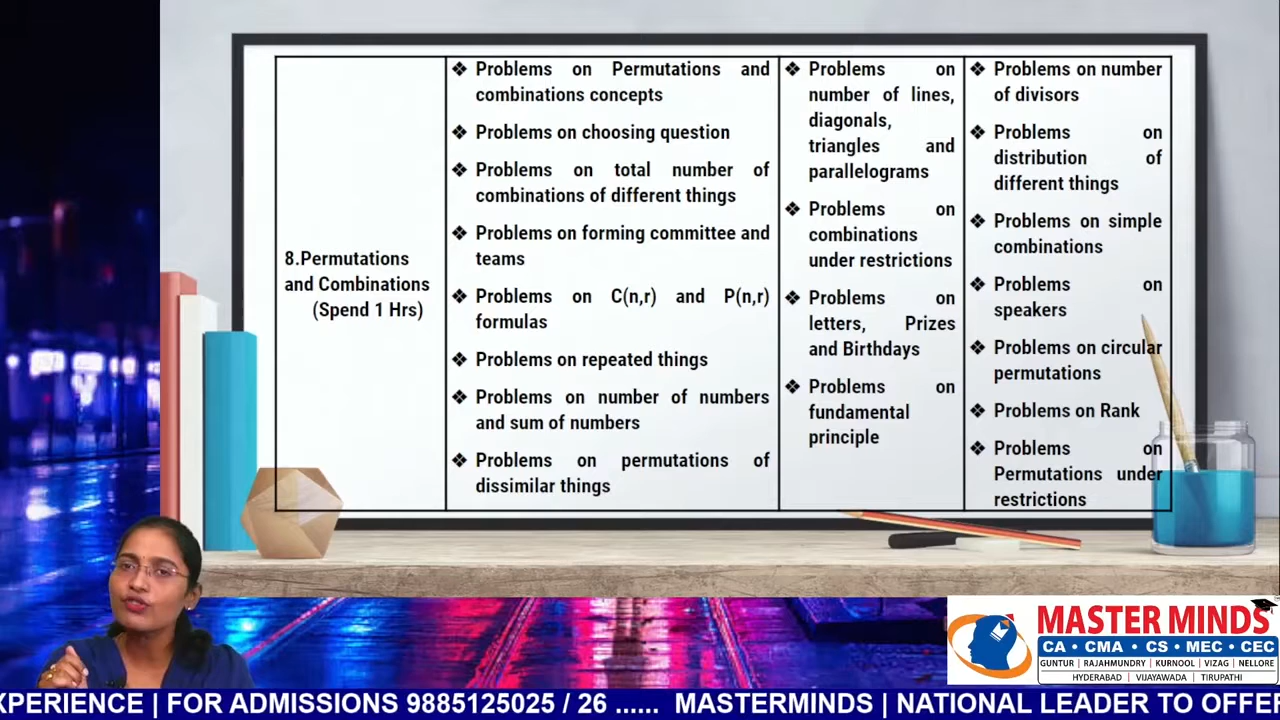 8.Permutations
and Combinations
(Spend 1 Hrs)
❖ Problems on Permutations and
combinations concepts
❖ Problems on choosing question
❖ Problems on total number of
combinations of different things
❖ Problems on forming committee and
teams
❖ Problems on C(n,r) and P(n,r)
formulas
❖ Problems on repeated things
❖ Problems on number of numbers
and sum of numbers
❖ Problems on permutations of
dissimilar things
❖ Problems on
number of lines,
diagonals,
triangles and
parallelograms
❖ Problems on
combinations
under restrictions
❖ Problems on
letters, Prizes
and Birthdays
❖ Problems on
fundamental
principle
❖ Problems on number
of divisors
❖ Problems on
distribution of
different things
❖ Problems on simple
combinations
❖ Problems on
speakers
❖ Problems on circular
permutations
❖ Problems on Rank
❖ Problems on
Permutations under
restrictions
MASTER MINDS
CA • CMA • CS • MEC • CEC
GUNTUR | RAJAHMUNDRY | KURNOOL | VIZAG | NELLORE
HYDERABAD | VIJAYAWADA | TIRUPATHI
XPERIENCE | FOR ADMISSIONS 9885125025 / 26 ...... MASTERMINDS | NATIONAL LEADER TO OFFER